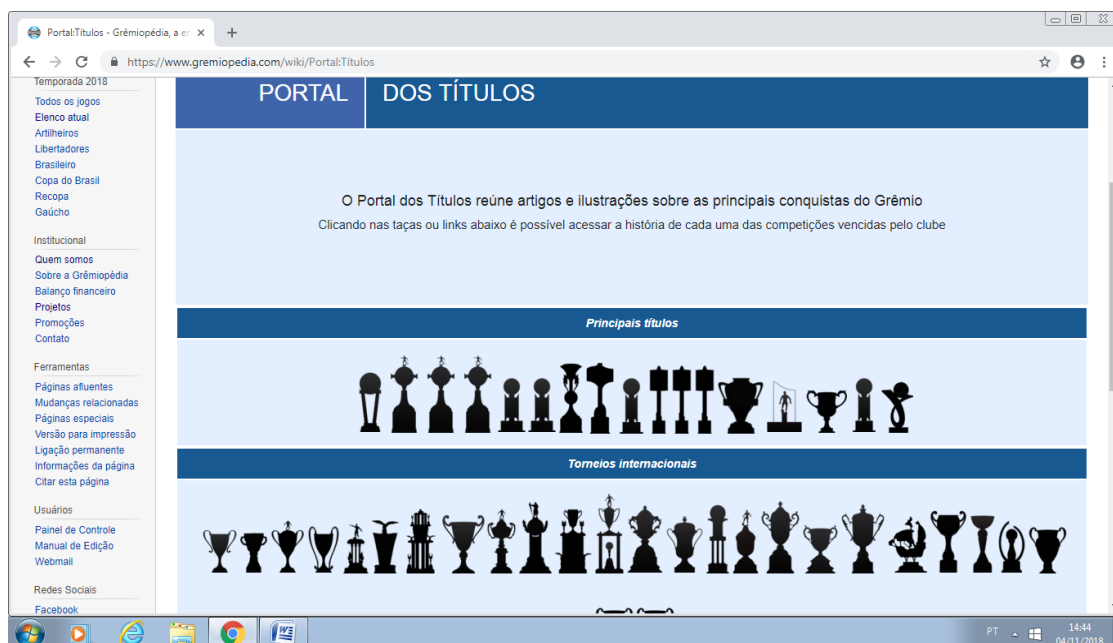 Portal:Títulos - Grêmiopédia, a e
https://www.gremiopedia.com/wiki/Portal:Títulos
Temporada 2018
Todos os jogos
Elenco atual
Artilheiros
Libertadores
Brasileiro
Copa do Brasil
Recopa
Gaúcho
Institucional
Quem somos
Sobre a Grêmiopédia
Balanço financeiro
Projetos
Promoções
Contato
Ferramentas
Páginas afluentes
Mudanças relacionadas
Páginas especiais
Versão para impressão
Ligação permanente
Informações da página
Citar esta página
Usuários
Painel de Controle
Manual de Edição
Webmail
Redes Sociais
Facebook
PORTAL DOS TÍTULOS
O Portal dos Títulos reúne artigos e ilustrações sobre as principais conquistas do Grêmio
Clicando nas taças ou links abaixo é possível acessar a história de cada uma das competições vencidas pelo clube
Principais títulos
Torneios internacionais
PT
14:44
04/11/2018